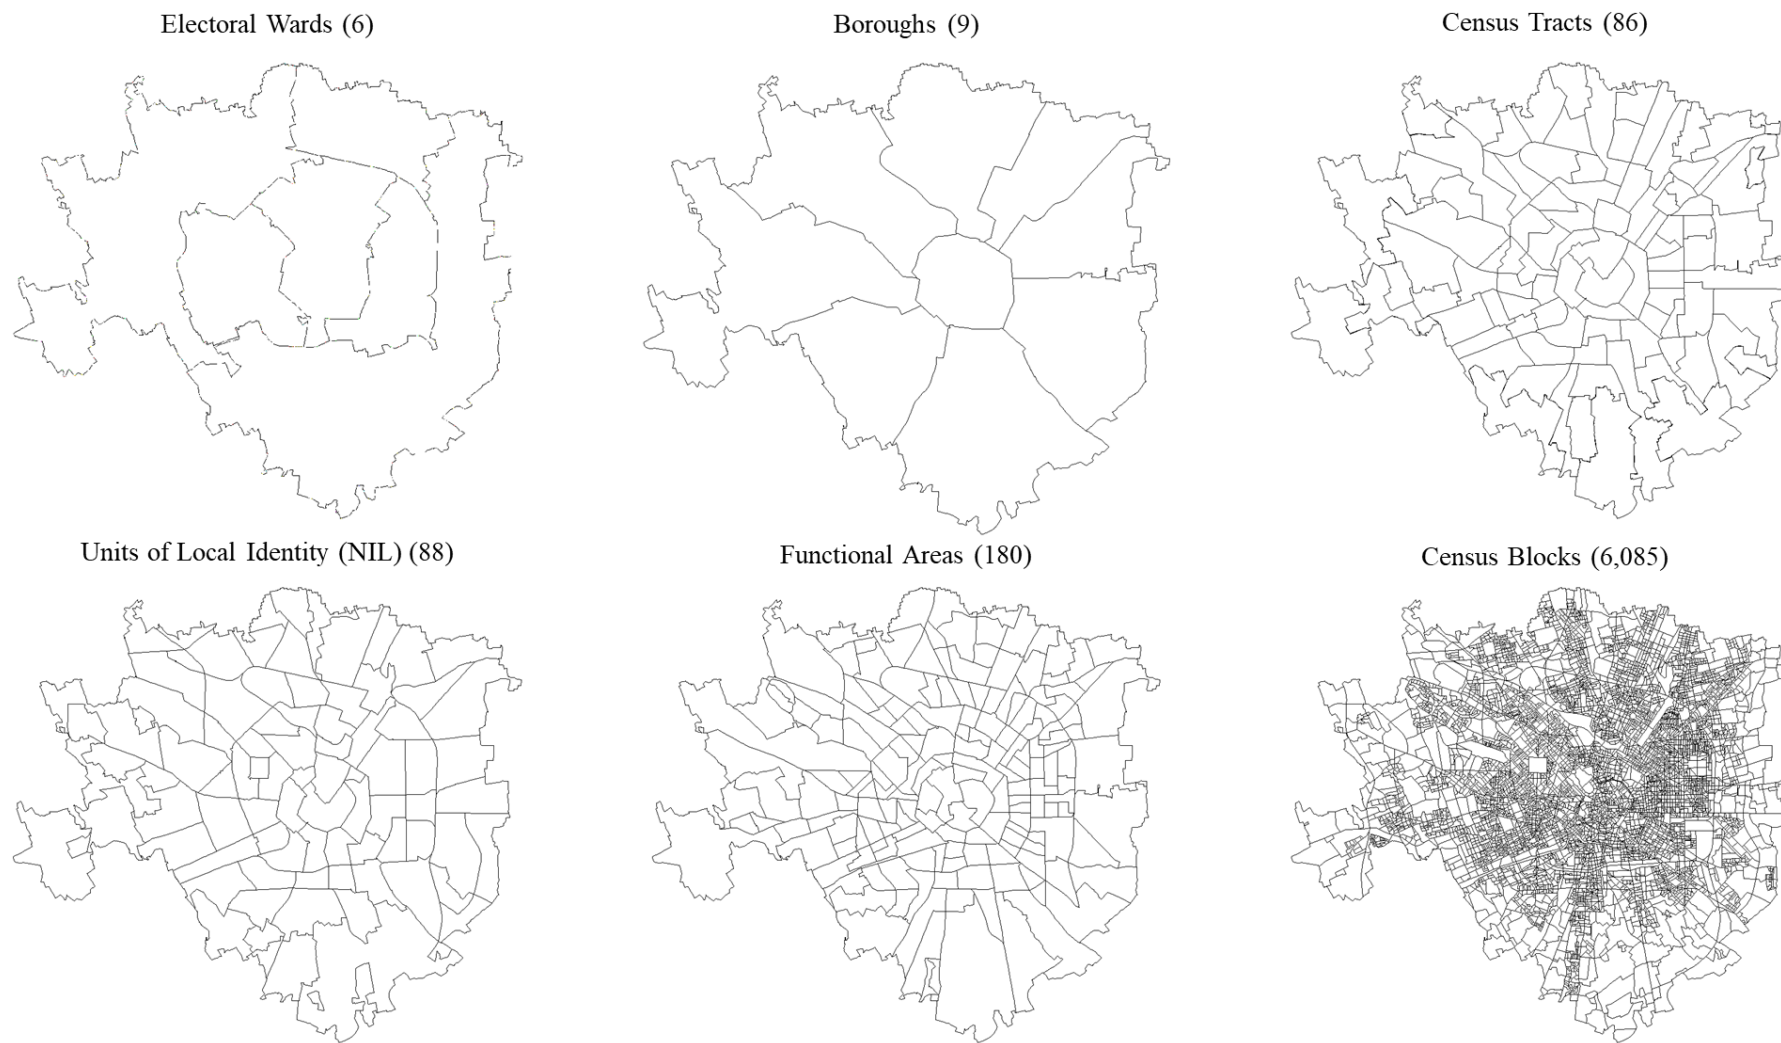 Electoral Wards (6)
Boroughs (9)
Census Tracts (86)
Units of Local Identity (NIL) (88)
Functional Areas (180)
Census Blocks (6,085)